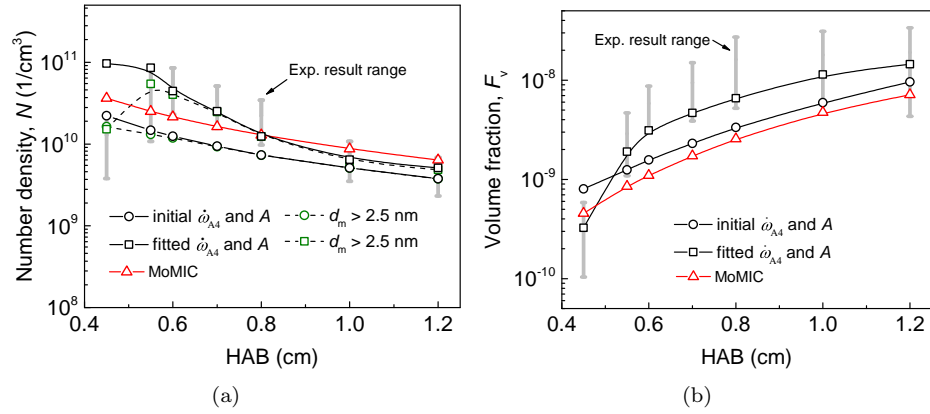 (a)
Number density, N (1/cm³)
10¹¹
10¹⁰
10⁹
10⁸
Exp. result range
initial ω̇A4 and A
fitted ω̇A4 and A
MoMIC
dm > 2.5 nm
dm > 2.5 nm
0.4 0.6 0.8 1.0 1.2
HAB (cm)
(a)
(b)
Volume fraction, Fv
10⁻⁸
10⁻⁹
10⁻¹⁰
Exp. result range
initial ω̇A4 and A
fitted ω̇A4 and A
MoMIC
0.4 0.6 0.8 1.0 1.2
HAB (cm)
(b)